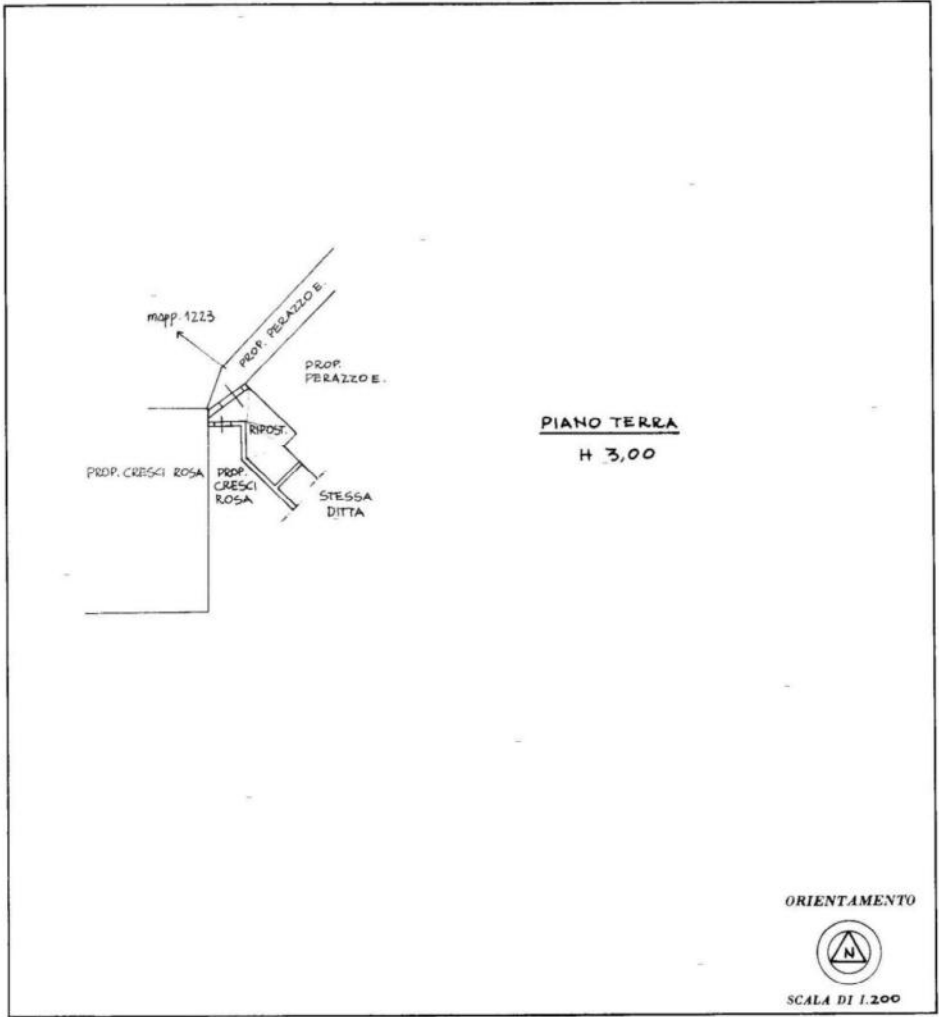 mapp. 1223
PROP. PERAZZO E.
PROP.
PERAZZO E.
RIPOST.
PROP. CRESCI ROSA
PROP.
CRESCI
ROSA
STESSA
DITTA
PIANO TERRA
H 3,00
ORIENTAMENTO
N
SCALA DI 1.200